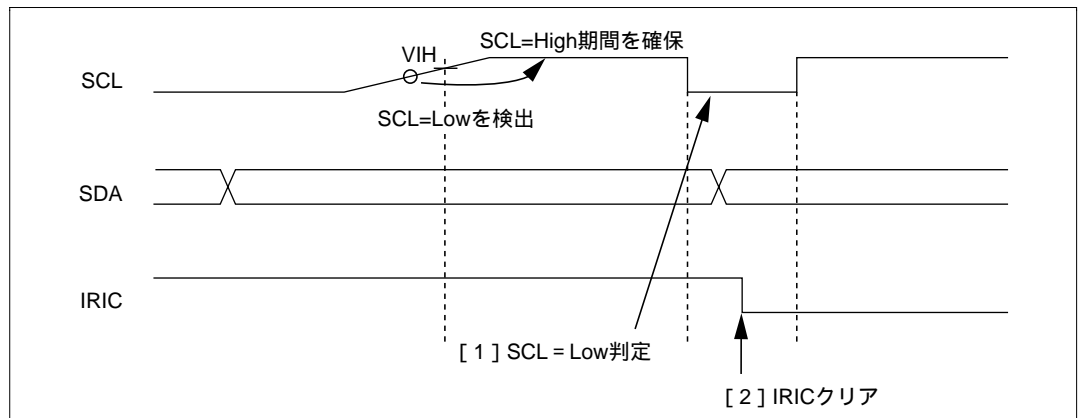 VIH
SCL=High期間を確保
SCL
SCL=Lowを検出
SDA
IRIC
[ 1 ] SCL = Low判定
[ 2 ] IRICクリア